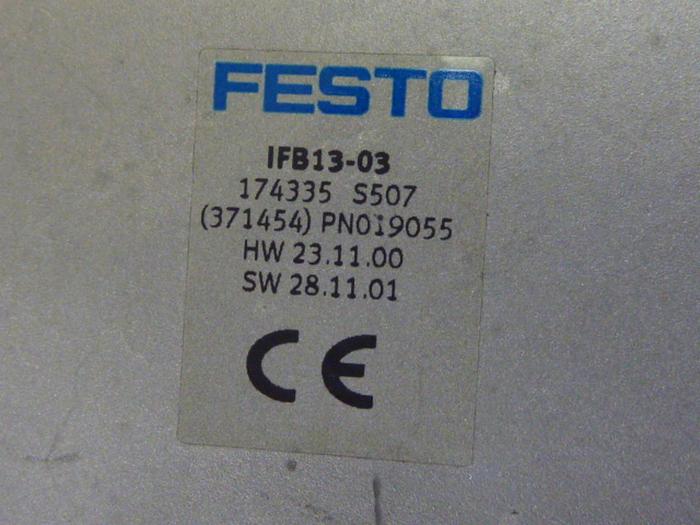 FESTO
IFB13-03
174335 S507
(371454) PN019055
HW 23.11.00
SW 28.11.01
CE